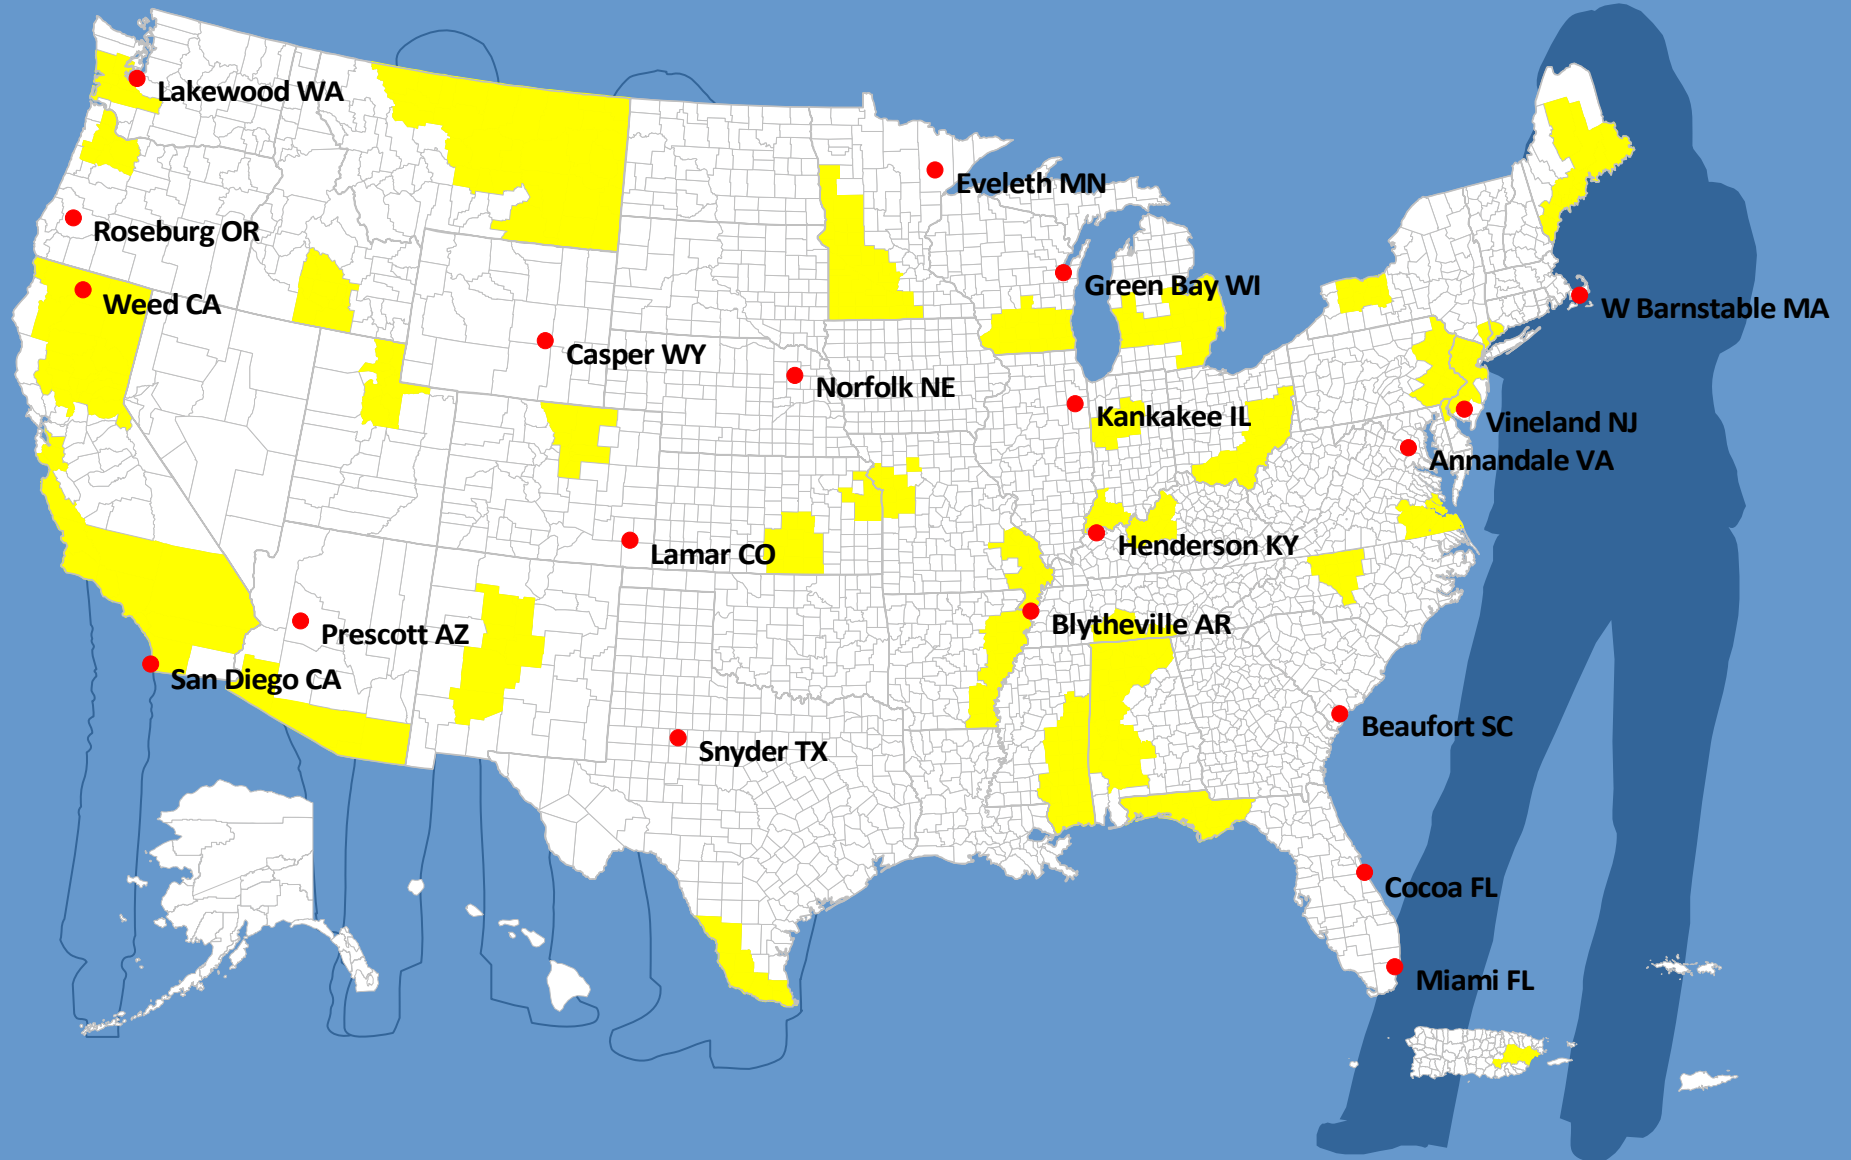 Lakewood WA
Eveleth MN
Roseburg OR
Green Bay WI
Weed CA
W Barnstable MA
Casper WY
Norfolk NE
Kankakee IL
Vineland NJ
Annandale VA
Henderson KY
Lamar CO
Blytheville AR
Prescott AZ
San Diego CA
Beaufort SC
Snyder TX
Cocoa FL
Miami FL